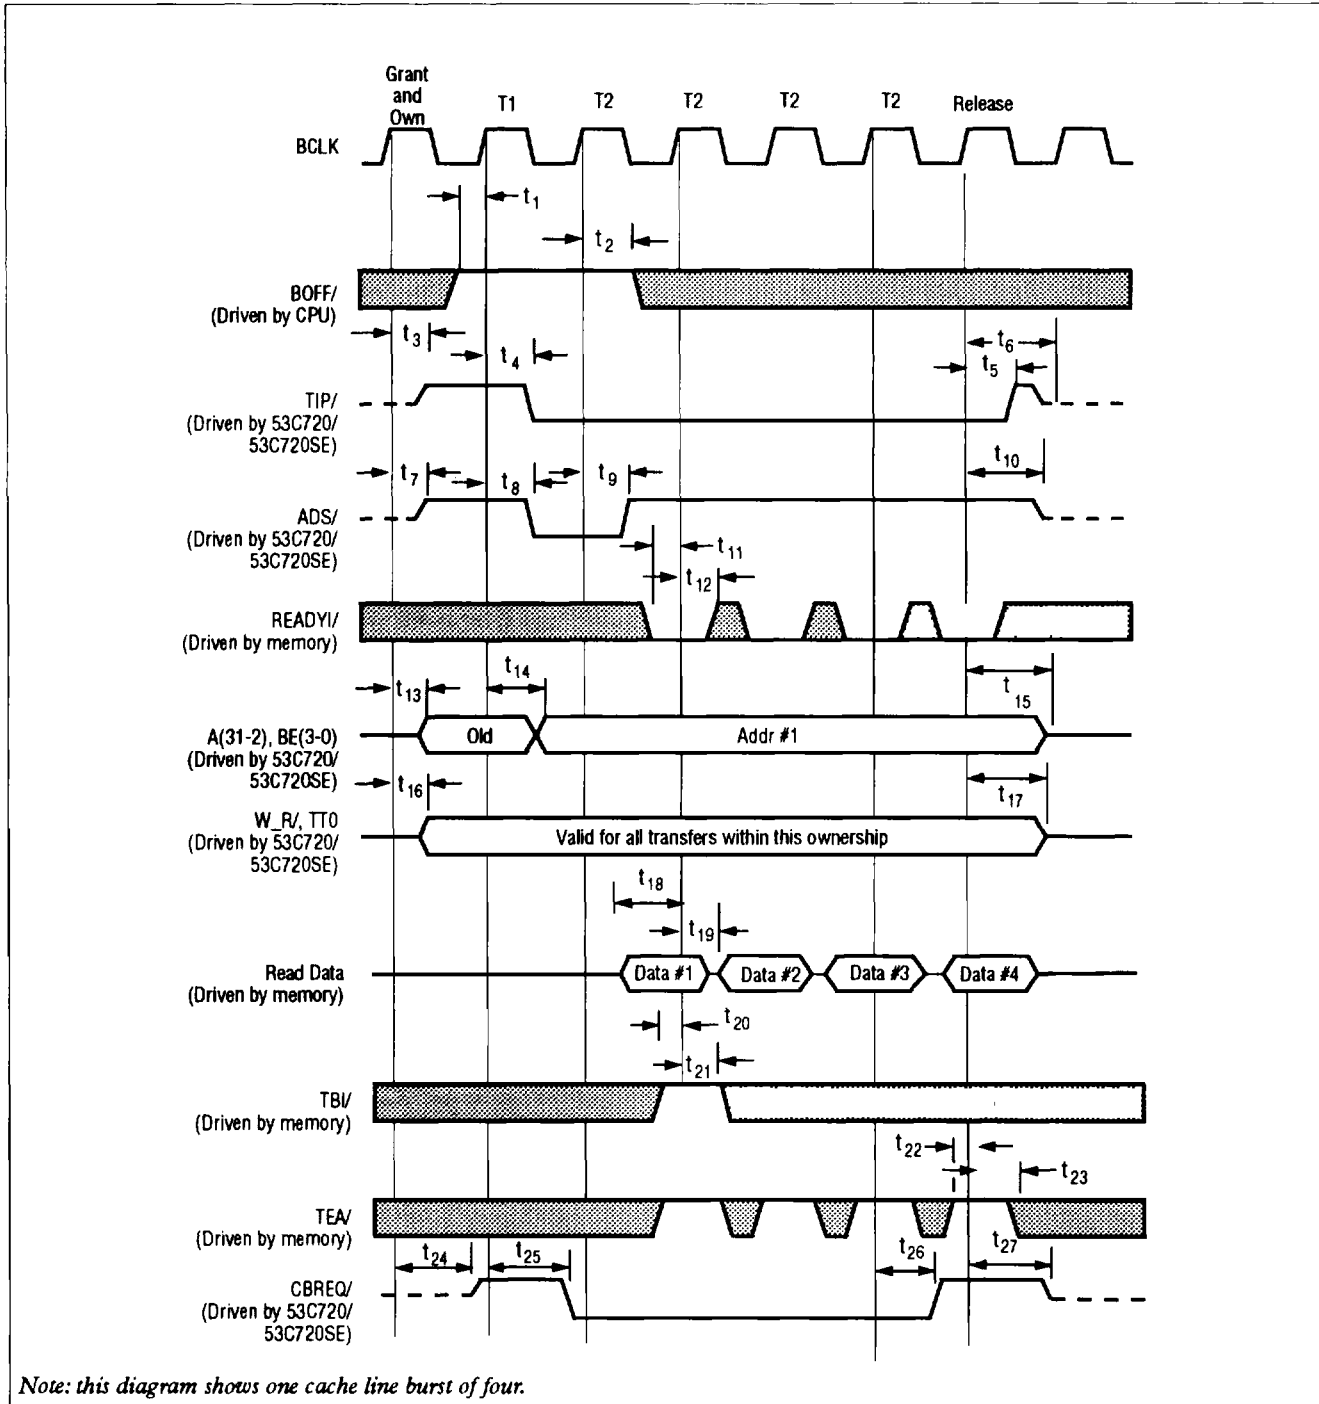 Grant
and
Own
T1
T2
T2
T2
T2
Release
BCLK
t1
t2
BOFF/
(Driven by CPU)
t3
t4
t6
t5
TIP/
(Driven by 53C720/
53C720SE)
t7
t8
t9
t10
ADS/
(Driven by 53C720/
53C720SE)
t11
t12
READYI/
(Driven by memory)
t13
t14
t15
A(31-2), BE(3-0)
(Driven by 53C720/
53C720SE)
Old
Addr #1
t16
t17
W_R/, TT0
(Driven by 53C720/
53C720SE)
Valid for all transfers within this ownership
t18
t19
Read Data
(Driven by memory)
Data #1
Data #2
Data #3
Data #4
t20
t21
TBI/
(Driven by memory)
t22
t23
TEA/
(Driven by memory)
t24
t25
t26
t27
CBREQ/
(Driven by 53C720/
53C720SE)
Note: this diagram shows one cache line burst of four.